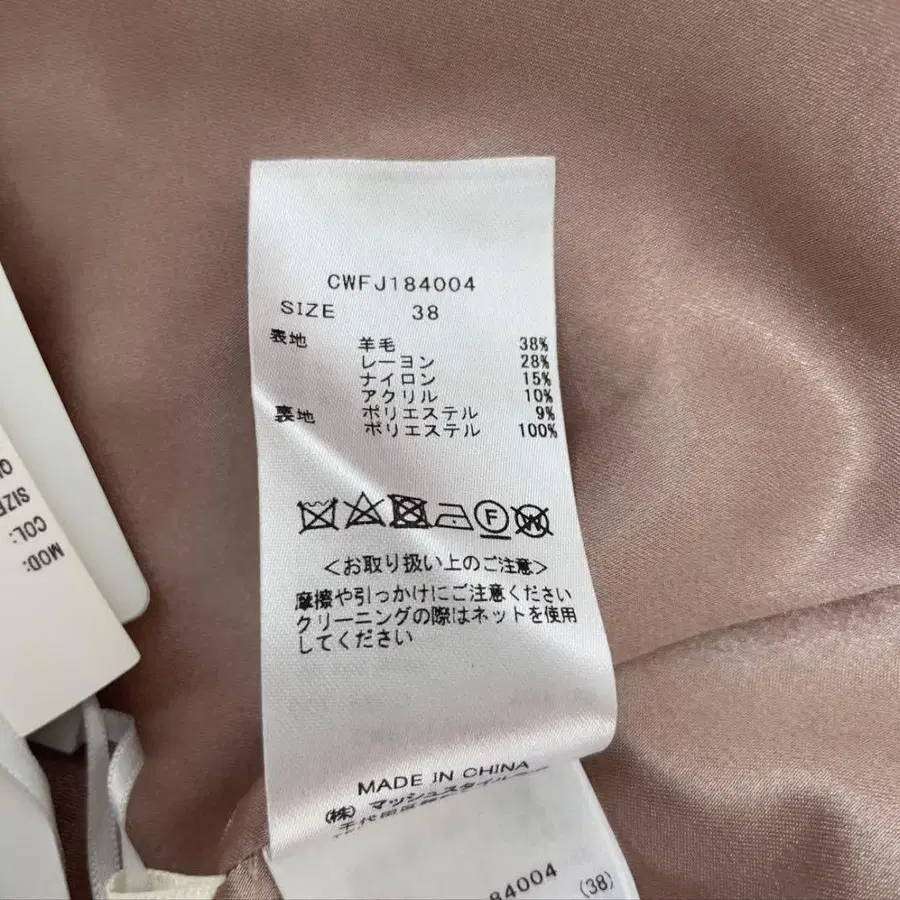 CWFJ184004
SIZE 38
表地 羊毛 38%
レーヨン 28%
ナイロン 15%
アクリル 10%
ポリエステル 9%
裏地 ポリエステル 100%
F
W
<お取り扱い上のご注意>
摩擦や引っかけにご注意ください
クリーニングの際はネットを使用
してください
MADE IN CHINA
(株)マッシュスタイル
千代田区
84004
(38)
MOD:
COL:
SIZE